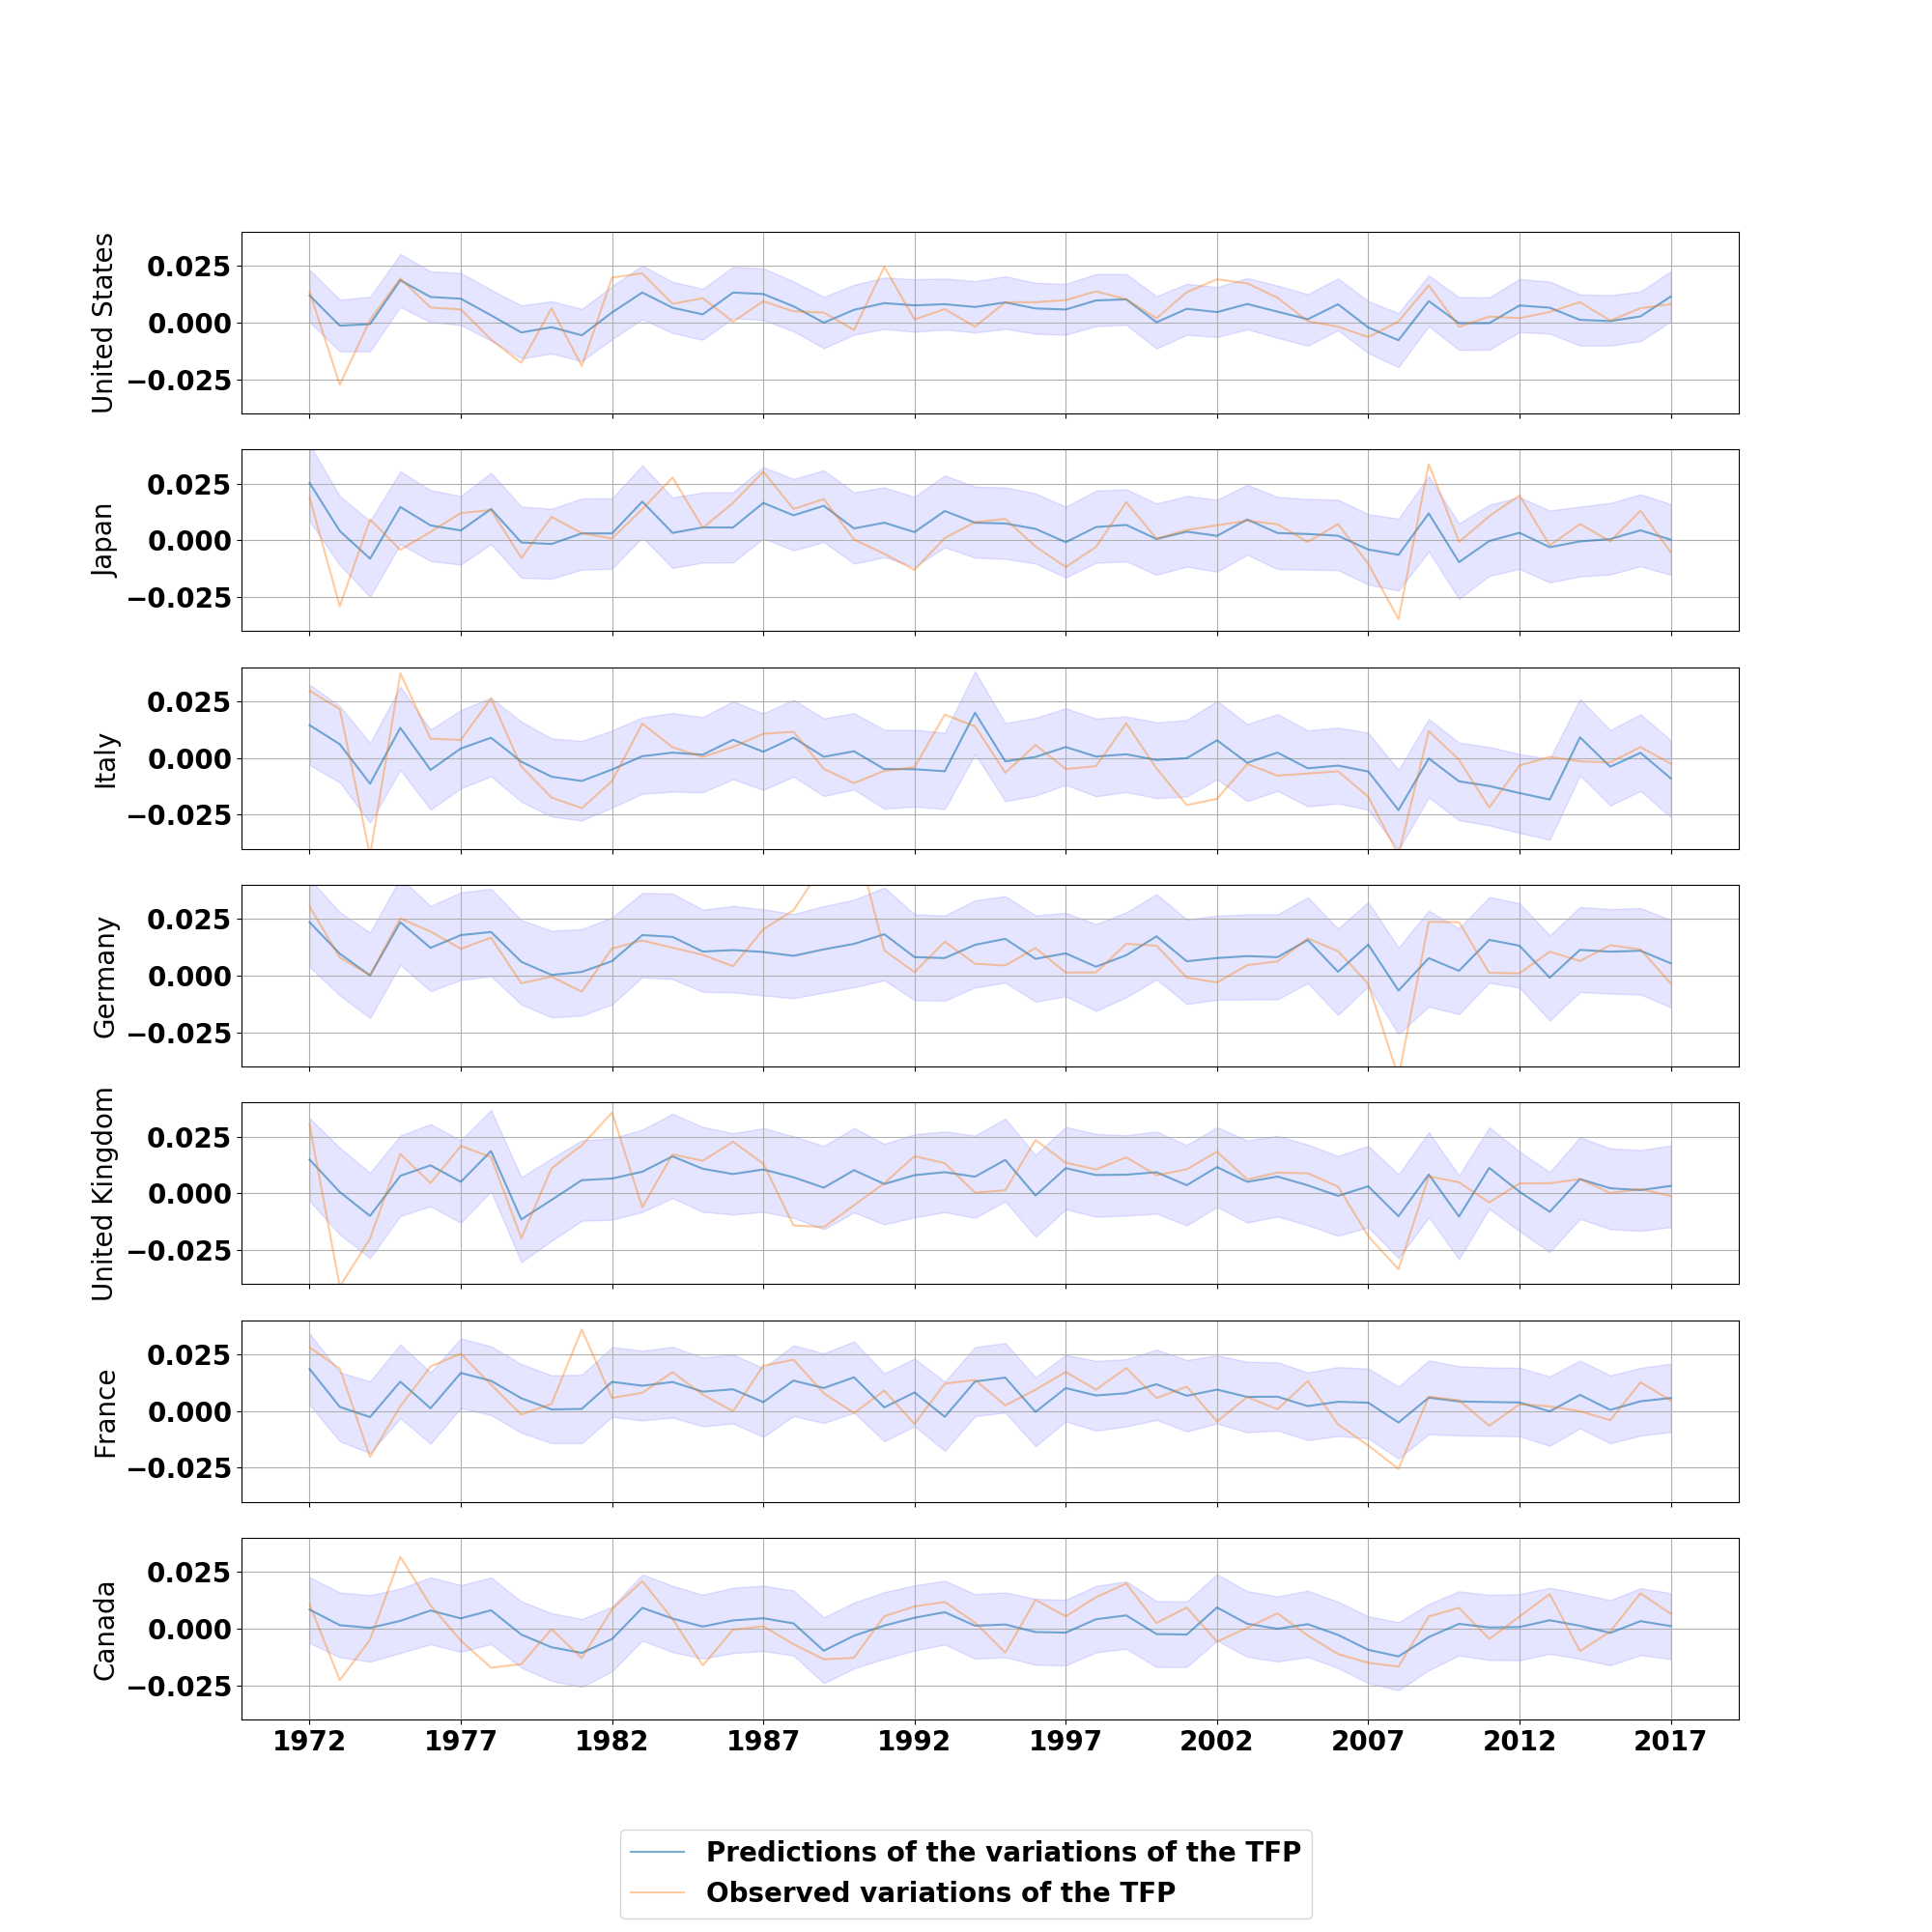 United States
0.025
0.000
−0.025
Japan
0.025
0.000
−0.025
Italy
0.025
0.000
−0.025
Germany
0.025
0.000
−0.025
United Kingdom
0.025
0.000
−0.025
France
0.025
0.000
−0.025
Canada
0.025
0.000
−0.025
1972 1977 1982 1987 1992 1997 2002 2007 2012 2017
Predictions of the variations of the TFP
Observed variations of the TFP